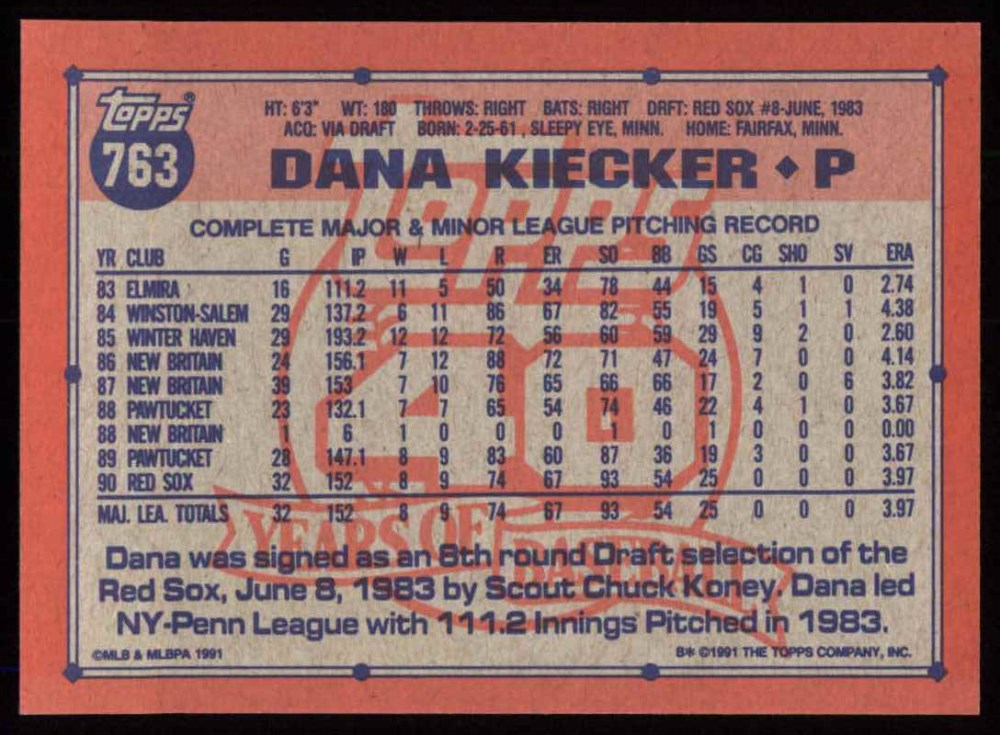 Topps®
763
HT: 6'3" WT: 180 THROWS: RIGHT BATS: RIGHT DRFT: RED SOX #8-JUNE, 1983
ACQ: VIA DRAFT BORN: 2-25-61, SLEEPY EYE, MINN. HOME: FAIRFAX, MINN.
DANA KIECKER ◆ P
COMPLETE MAJOR & MINOR LEAGUE PITCHING RECORD
YR CLUB G IP W L R ER SO BB GS CG SHO SV ERA
83 ELMIRA 16 111.2 11 5 50 34 78 44 15 4 1 0 2.74
84 WINSTON-SALEM 29 137.2 6 11 86 67 82 55 19 5 1 1 4.38
85 WINTER HAVEN 29 193.2 12 12 72 56 60 59 29 9 2 0 2.60
86 NEW BRITAIN 24 156.1 7 12 88 72 71 47 24 7 0 0 4.14
87 NEW BRITAIN 39 153 7 10 76 65 66 66 17 2 0 6 3.82
88 PAWTUCKET 23 132.1 7 7 65 54 74 46 22 4 1 0 3.67
88 NEW BRITAIN 1 6 1 0 0 0 1 0 1 0 0 0 0.00
89 PAWTUCKET 28 147.1 8 9 83 60 87 36 19 3 0 0 3.67
90 RED SOX 32 152 8 9 74 67 93 54 25 0 0 0 3.97
MAJ. LEA. TOTALS 32 152 8 9 74 67 93 54 25 0 0 0 3.97
Topps
40
YEARS OF BASEBALL
Dana was signed as an 8th round Draft selection of the
Red Sox, June 8, 1983 by Scout Chuck Koney. Dana led
NY-Penn League with 111.2 Innings Pitched in 1983.
©MLB & MLBPA 1991
B* ©1991 THE TOPPS COMPANY, INC.